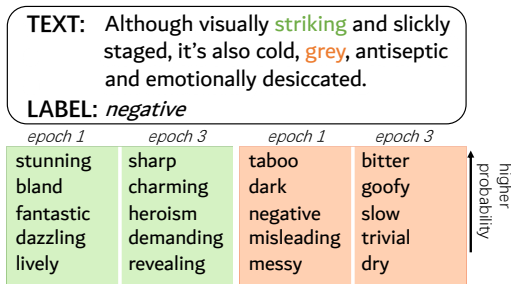 TEXT: Although visually striking and slickly
staged, it's also cold, grey, antiseptic
and emotionally desiccated.
LABEL: negative
epoch 1 epoch 3 epoch 1 epoch 3
stunning sharp taboo bitter
bland charming dark goofy
fantastic heroism negative slow
dazzling demanding misleading trivial
lively revealing messy dry
higher
probability